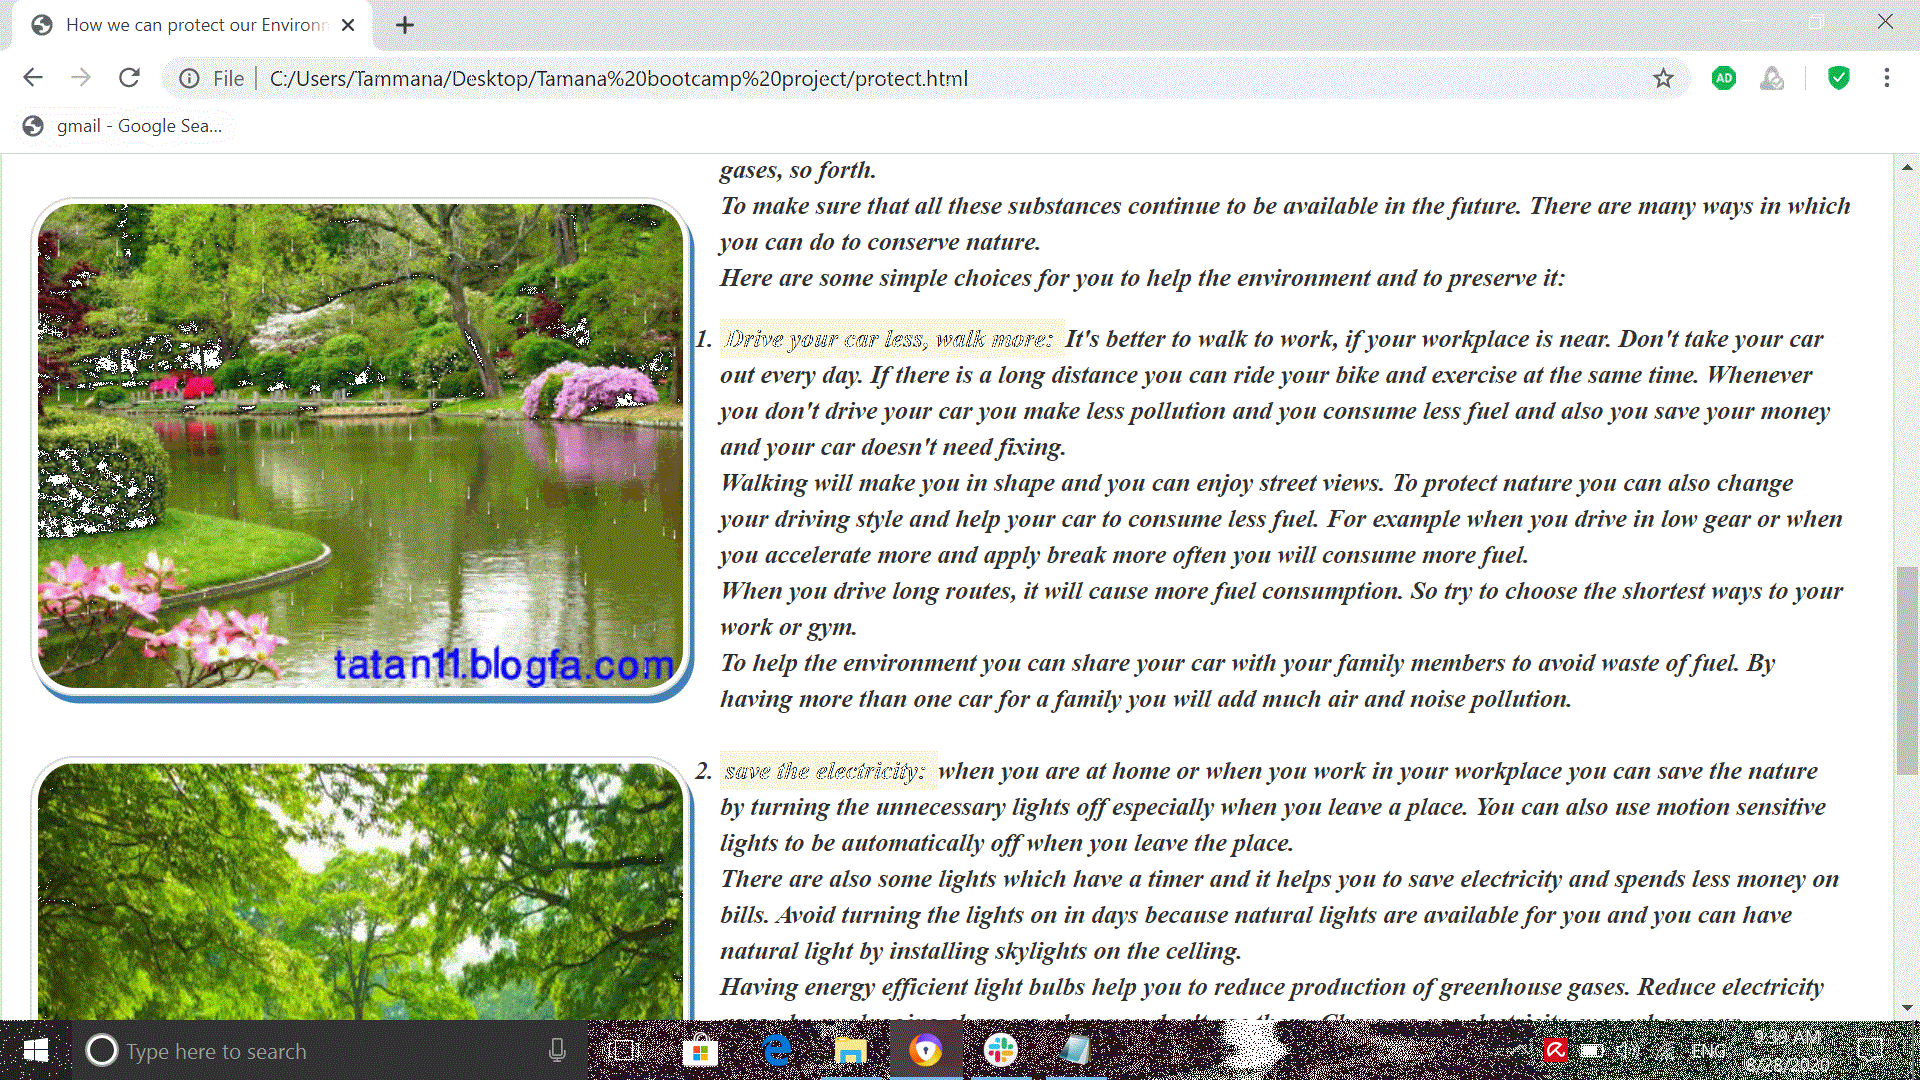 How we can protect our Environm
File
C:/Users/Tammana/Desktop/Tamana%20bootcamp%20project/protect.html
AD
gmail - Google Sea...
gases, so forth.
To make sure that all these substances continue to be available in the future. There are many ways in which
you can do to conserve nature.
Here are some simple choices for you to help the environment and to preserve it:
1. Drive your car less, walk more: It's better to walk to work, if your workplace is near. Don't take your car
out every day. If there is a long distance you can ride your bike and exercise at the same time. Whenever
you don't drive your car you make less pollution and you consume less fuel and also you save your money
and your car doesn't need fixing.
Walking will make you in shape and you can enjoy street views. To protect nature you can also change
your driving style and help your car to consume less fuel. For example when you drive in low gear or when
you accelerate more and apply break more often you will consume more fuel.
When you drive long routes, it will cause more fuel consumption. So try to choose the shortest ways to your
work or gym.
To help the environment you can share your car with your family members to avoid waste of fuel. By
having more than one car for a family you will add much air and noise pollution.
tatan11.blogfa.com
2. save the electricity: when you are at home or when you work in your workplace you can save the nature
by turning the unnecessary lights off especially when you leave a place. You can also use motion sensitive
lights to be automatically off when you leave the place.
There are also some lights which have a timer and it helps you to save electricity and spends less money on
bills. Avoid turning the lights on in days because natural lights are available for you and you can have
natural light by installing skylights on the celling.
Having energy efficient light bulbs help you to reduce production of greenhouse gases. Reduce electricity
Type here to search
ENG
9:39 AM
8/28/2020